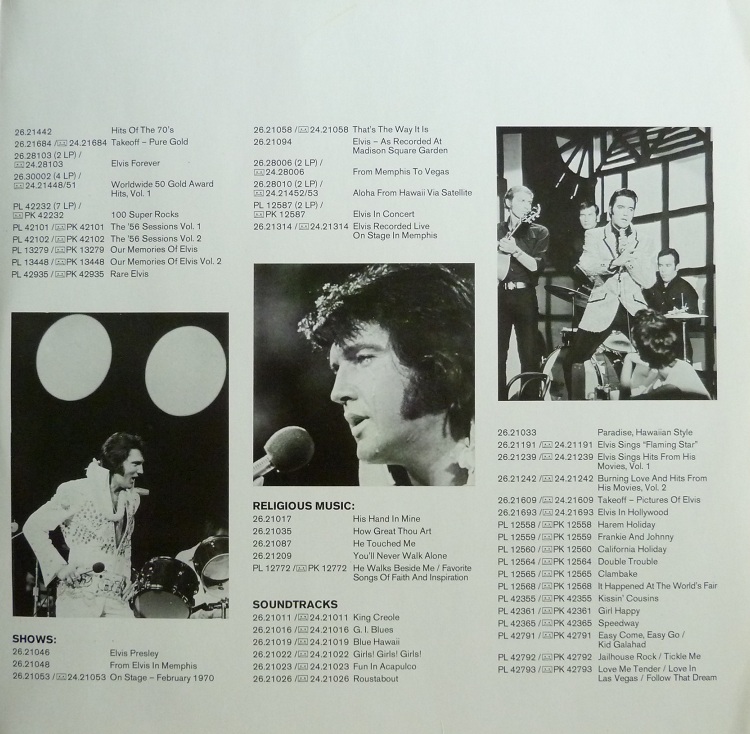 26.21442 Hits Of The 70's
26.21684 / 24.21684 Takeoff – Pure Gold
26.28103 (2 LP) /
24.28103 Elvis Forever
26.30002 (4 LP) /
24.21448/51 Worldwide 50 Gold Award
Hits, Vol. 1
PL 42232 (7 LP) /
PK 42232 100 Super Rocks
PL 42101 / PK 42101 The '56 Sessions Vol. 1
PL 42102 / PK 42102 The '56 Sessions Vol. 2
PL 13279 / PK 13279 Our Memories Of Elvis
PL 13448 / PK 13448 Our Memories Of Elvis Vol. 2
PL 42935 / PK 42935 Rare Elvis
SHOWS:
26.21046 Elvis Presley
26.21048 From Elvis In Memphis
26.21053 / 24.21053 On Stage – February 1970
26.21058 / 24.21058 That's The Way It Is
26.21094 Elvis – As Recorded At
Madison Square Garden
26.28006 (2 LP) /
24.28006 From Memphis To Vegas
26.28010 (2 LP) /
24.21452/53 Aloha From Hawaii Via Satellite
PL 12587 (2 LP) /
PK 12587 Elvis In Concert
26.21314 / 24.21314 Elvis Recorded Live
On Stage In Memphis
RELIGIOUS MUSIC:
26.21017 His Hand In Mine
26.21035 How Great Thou Art
26.21087 He Touched Me
26.21209 You'll Never Walk Alone
PL 12772 / PK 12772 He Walks Beside Me / Favorite
Songs Of Faith And Inspiration
SOUNDTRACKS
26.21011 / 24.21011 King Creole
26.21016 / 24.21016 G. I. Blues
26.21019 / 24.21019 Blue Hawaii
26.21022 / 24.21022 Girls! Girls! Girls!
26.21023 / 24.21023 Fun In Acapulco
26.21026 / 24.21026 Roustabout
26.21033 Paradise, Hawaiian Style
26.21191 / 24.21191 Elvis Sings "Flaming Star"
26.21239 / 24.21239 Elvis Sings Hits From His
Movies, Vol. 1
26.21242 / 24.21242 Burning Love And Hits From
His Movies, Vol. 2
26.21609 / 24.21609 Takeoff – Pictures Of Elvis
26.21693 / 24.21693 Elvis In Hollywood
PL 12558 / PK 12558 Harem Holiday
PL 12559 / PK 12559 Frankie And Johnny
PL 12560 / PK 12560 California Holiday
PL 12564 / PK 12564 Double Trouble
PL 12565 / PK 12565 Clambake
PL 12568 / PK 12568 It Happened At The World's Fair
PL 42355 / PK 42355 Kissin' Cousins
PL 42361 / PK 42361 Girl Happy
PL 42365 / PK 42365 Speedway
PL 42791 / PK 42791 Easy Come, Easy Go /
Kid Galahad
PL 42792 / PK 42792 Jailhouse Rock / Tickle Me
PL 42793 / PK 42793 Love Me Tender / Love In
Las Vegas / Follow That Dream